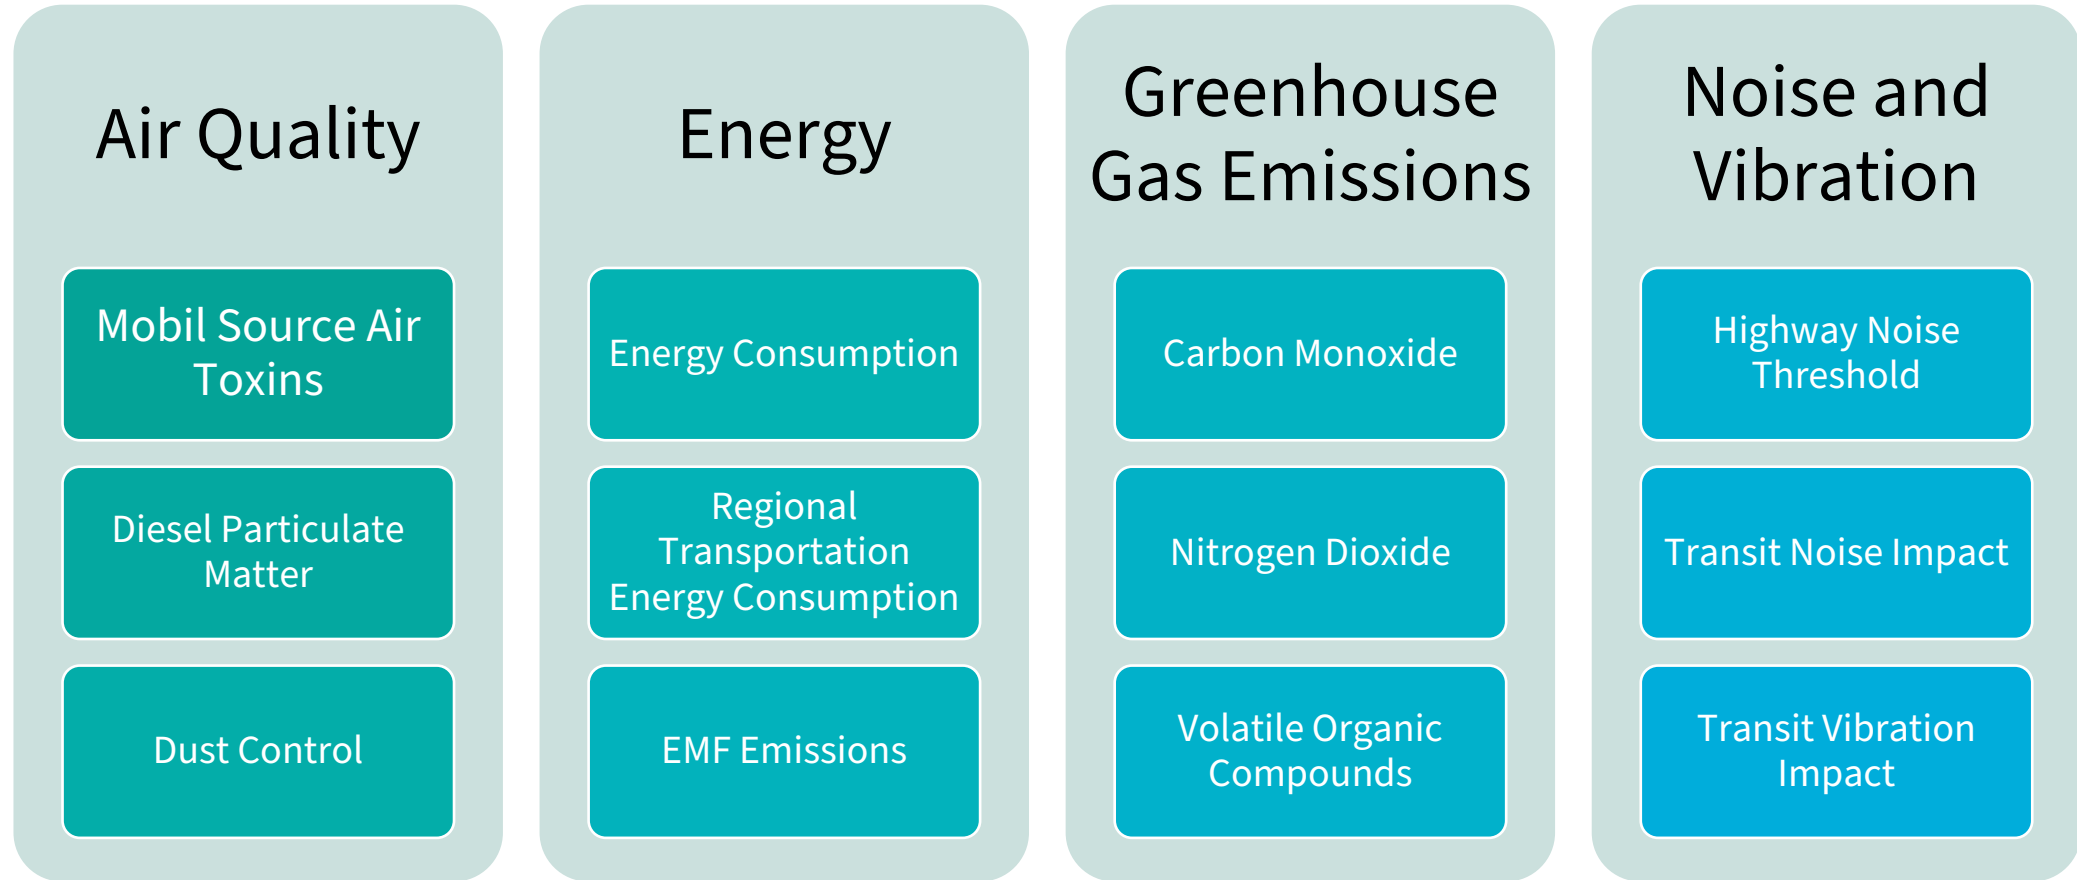 Air Quality
Mobil Source Air
Toxins
Diesel Particulate
Matter
Dust Control
Energy
Energy Consumption
Regional
Transportation
Energy Consumption
EMF Emissions
Greenhouse
Gas Emissions
Carbon Monoxide
Nitrogen Dioxide
Volatile Organic
Compounds
Noise and
Vibration
Highway Noise
Threshold
Transit Noise Impact
Transit Vibration
Impact